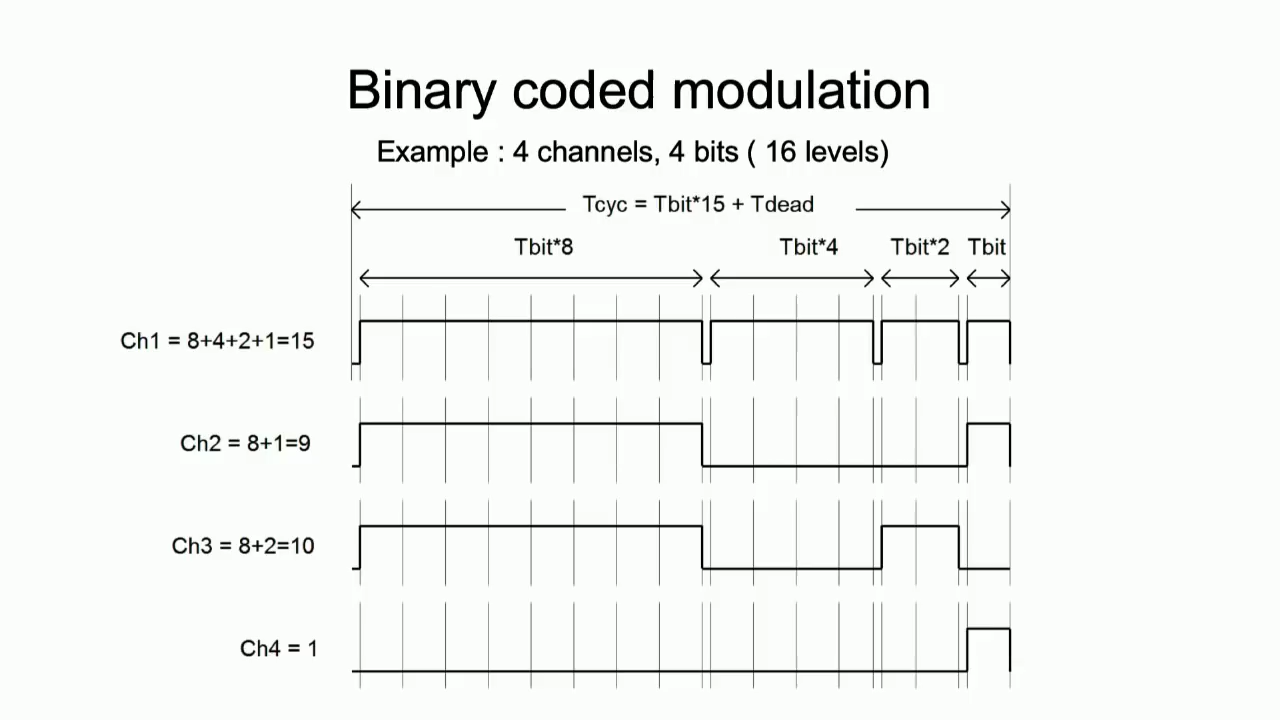 Binary coded modulation
Example : 4 channels, 4 bits ( 16 levels)
Tcyc = Tbit*15 + Tdead
Tbit*8 Tbit*4 Tbit*2 Tbit
Ch1 = 8+4+2+1=15
Ch2 = 8+1=9
Ch3 = 8+2=10
Ch4 = 1